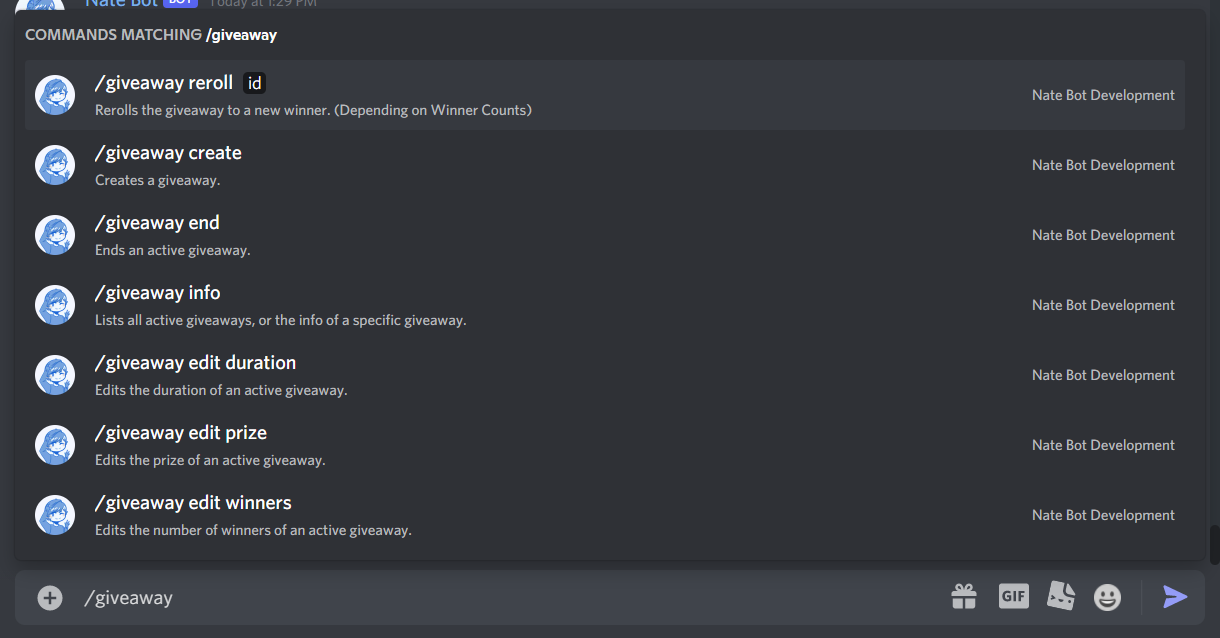 Nate Bot BOT Today at 1:29 PM
COMMANDS MATCHING /giveaway
/giveaway reroll id
Rerolls the giveaway to a new winner. (Depending on Winner Counts)
Nate Bot Development
/giveaway create
Creates a giveaway.
Nate Bot Development
/giveaway end
Ends an active giveaway.
Nate Bot Development
/giveaway info
Lists all active giveaways, or the info of a specific giveaway.
Nate Bot Development
/giveaway edit duration
Edits the duration of an active giveaway.
Nate Bot Development
/giveaway edit prize
Edits the prize of an active giveaway.
Nate Bot Development
/giveaway edit winners
Edits the number of winners of an active giveaway.
Nate Bot Development
/giveaway
GIF